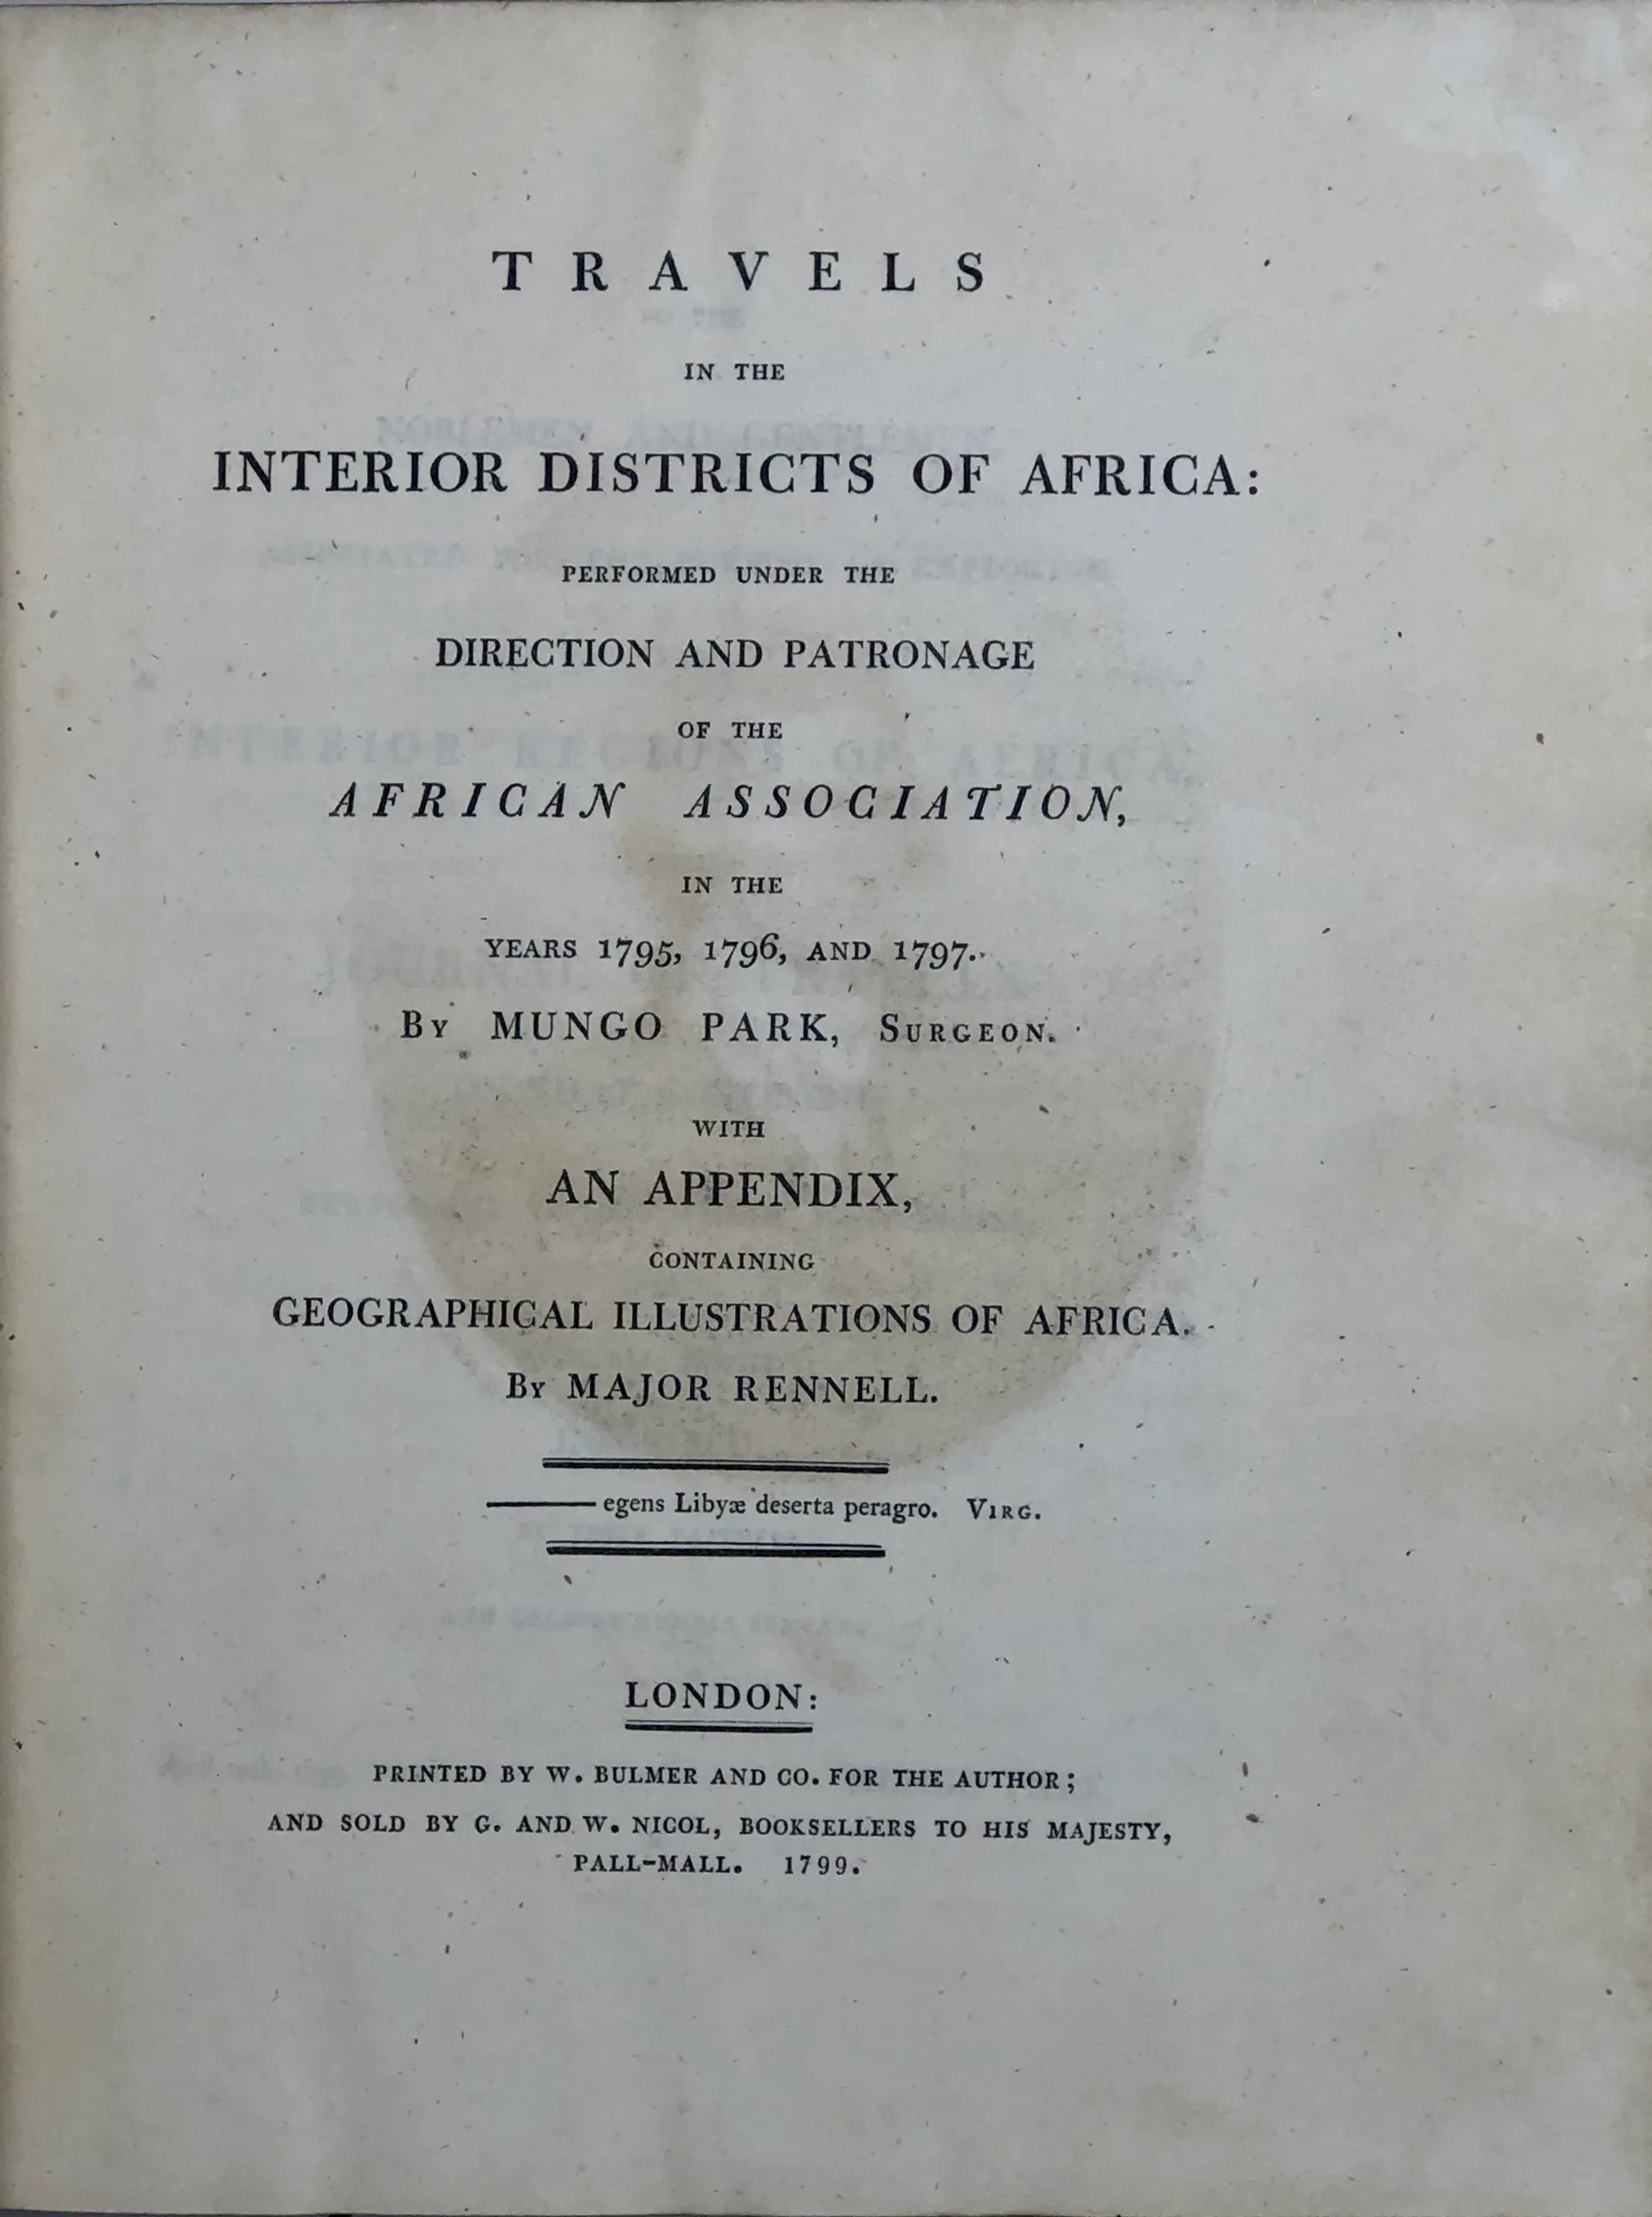 TRAVELS
IN THE
INTERIOR DISTRICTS OF AFRICA:
PERFORMED UNDER THE
DIRECTION AND PATRONAGE
OF THE
AFRICAN ASSOCIATION,
IN THE
YEARS 1795, 1796, AND 1797.
By MUNGO PARK, Surgeon.
WITH
AN APPENDIX,
CONTAINING
GEOGRAPHICAL ILLUSTRATIONS OF AFRICA.
By MAJOR RENNELL.
——— egens Libyæ deserta peragro. Virg.
LONDON:
PRINTED BY W. BULMER AND CO. FOR THE AUTHOR;
AND SOLD BY G. AND W. NICOL, BOOKSELLERS TO HIS MAJESTY,
PALL-MALL. 1799.